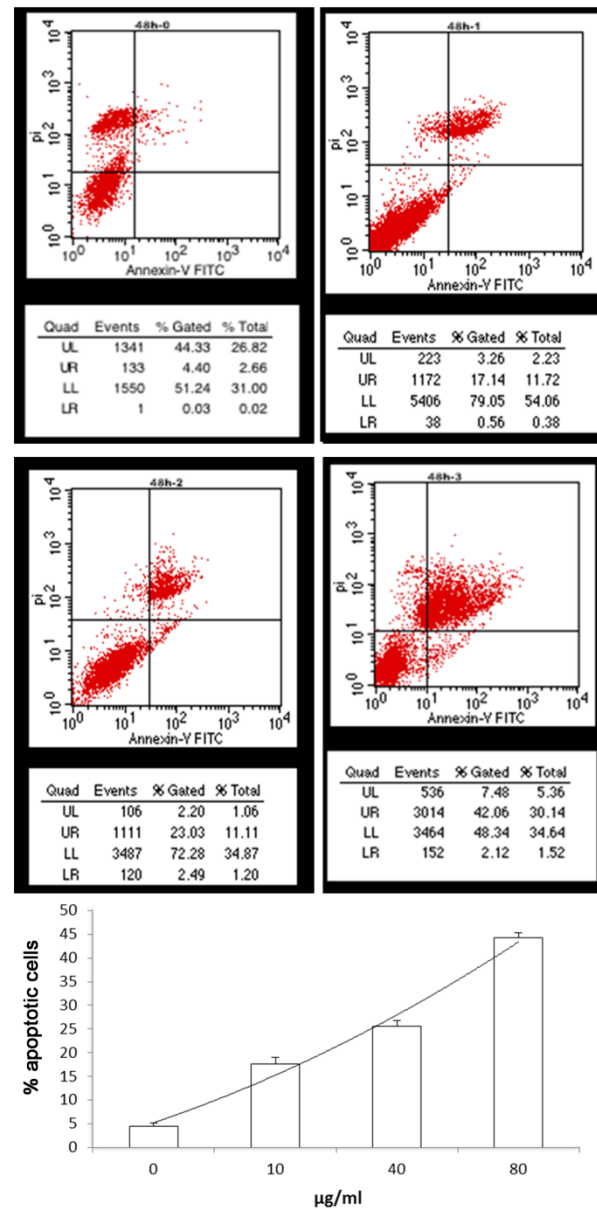 48h-0
pi
10^4
10^3
10^2
10^1
10^0
10^0 10^1 10^2 10^3 10^4
Annexin-V FITC
Quad Events % Gated % Total
UL 1341 44.33 26.82
UR 133 4.40 2.66
LL 1550 51.24 31.00
LR 1 0.03 0.02
48h-1
pi
10^4
10^3
10^2
10^1
10^0
10^0 10^1 10^2 10^3 10^4
Annexin-V FITC
Quad Events % Gated % Total
UL 223 3.26 2.23
UR 1172 17.14 11.72
LL 5406 79.05 54.06
LR 38 0.56 0.38
48h-2
pi
10^4
10^3
10^2
10^1
10^0
10^0 10^1 10^2 10^3 10^4
Annexin-V FITC
Quad Events % Gated % Total
UL 106 2.20 1.06
UR 1111 23.03 11.11
LL 3487 72.28 34.87
LR 120 2.49 1.20
48h-3
pi
10^4
10^3
10^2
10^1
10^0
10^0 10^1 10^2 10^3 10^4
Annexin-V FITC
Quad Events % Gated % Total
UL 536 7.48 5.36
UR 3014 42.06 30.14
LL 3464 48.34 34.64
LR 152 2.12 1.52
% apoptotic cells
50
45
40
35
30
25
20
15
10
5
0
0 10 40 80
µg/ml